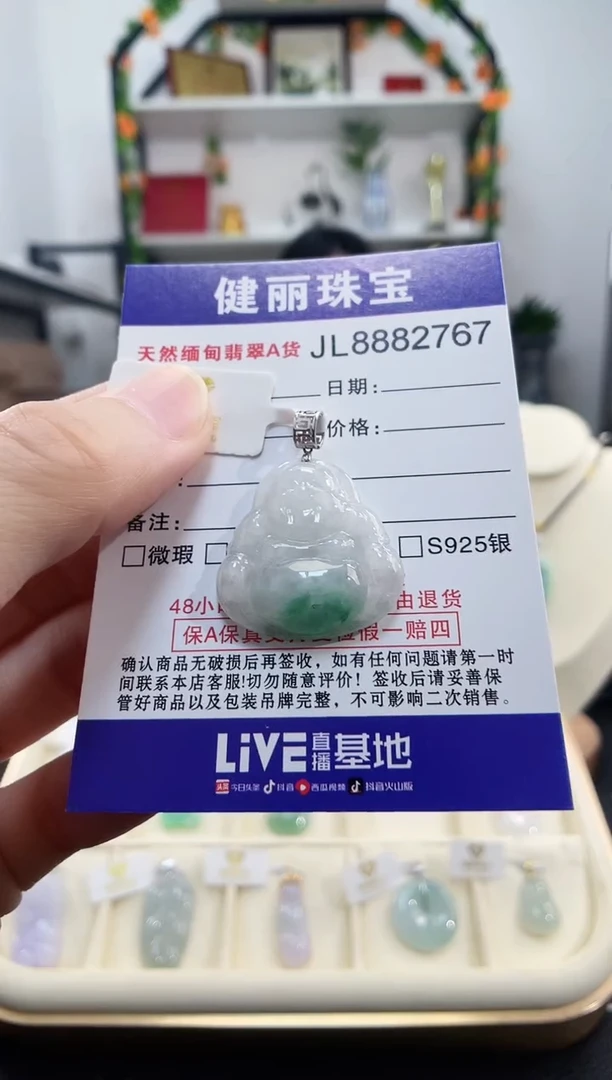 健丽珠宝
天然缅甸翡翠A货 JL8882767
日期:
价格:
备注:
微瑕
S925银
48小
由退货
保A保真
假一赔四
确认商品无破损后再签收，如有任何问题请第一时
间联系本店客服!切勿随意评价! 签收后请妥善保
管好商品以及包装吊牌完整，不可影响二次销售。
LiVE直播基地
头条 今日头条 抖音 西瓜视频 抖音火山版